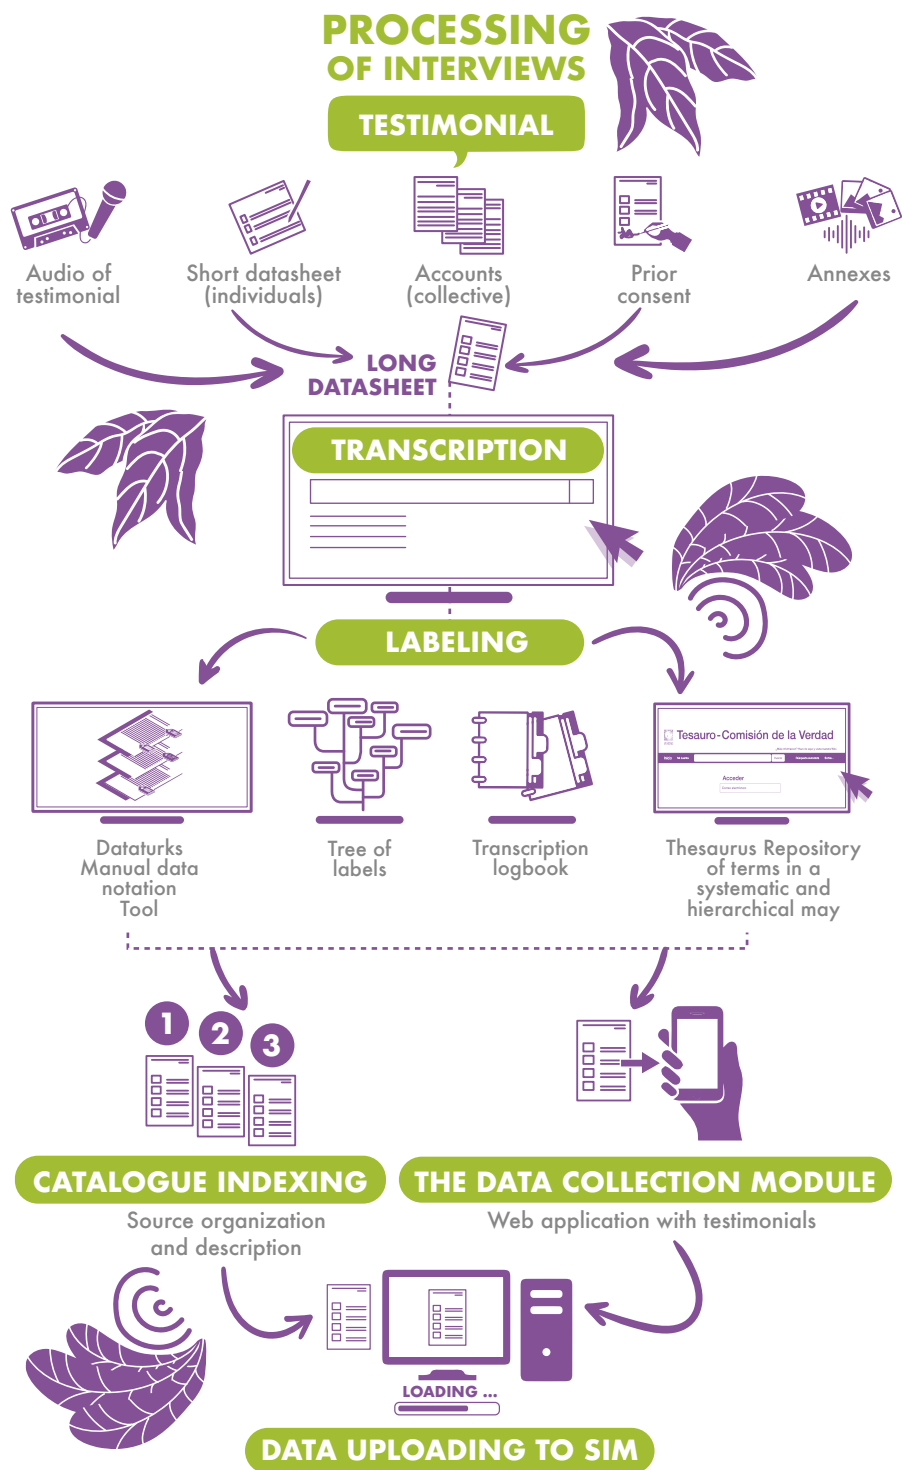 PROCESSING
OF INTERVIEWS
TESTIMONIAL
Audio of
testimonial
Short datasheet
(individuals)
Accounts
(collective)
Prior
consent
Annexes
LONG
DATASHEET
TRANSCRIPTION
LABELING
Tesauro-Comisión de la Verdad
Acceder
Dataturks
Manual data
notation
Tool
Tree of
labels
Transcription
logbook
Thesaurus Repository
of terms in a
systematic and
hierarchical may
1
2
3
CATALOGUE INDEXING
Source organization
and description
THE DATA COLLECTION MODULE
Web application with testimonials
LOADING ...
DATA UPLOADING TO SIM